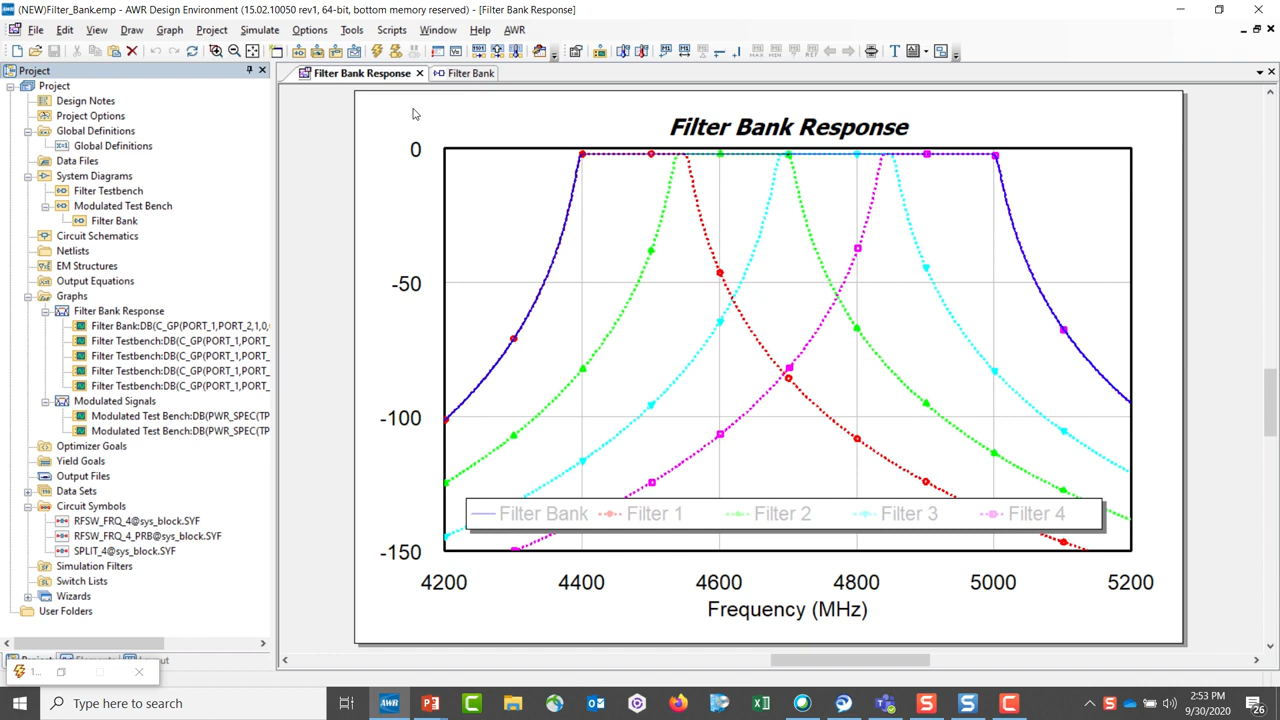 (NEW)Filter_Bank.emp - AWR Design Environment (15.02.10050 rev1, 64-bit, bottom memory reserved) - [Filter Bank Response]
File Edit View Draw Graph Project Simulate Options Tools Scripts Window Help AWR
Project
Filter Bank Response
Filter Bank
Project
Design Notes
Project Options
Global Definitions
Global Definitions
Data Files
System Diagrams
Filter Testbench
Modulated Test Bench
Filter Bank
Circuit Schematics
Netlists
EM Structures
Output Equations
Graphs
Filter Bank Response
Filter Bank:DB(C_GP(PORT_1,PORT_2,1,0,
Filter Testbench:DB(C_GP(PORT_1,PORT_
Filter Testbench:DB(C_GP(PORT_1,PORT_
Filter Testbench:DB(C_GP(PORT_1,PORT_
Filter Testbench:DB(C_GP(PORT_1,PORT_
Modulated Signals
Modulated Test Bench:DB(PWR_SPEC(TP
Modulated Test Bench:DB(PWR_SPEC(TP
Optimizer Goals
Yield Goals
Output Files
Data Sets
Circuit Symbols
RFSW_FRQ_4@sys_block.SYF
RFSW_FRQ_4_PRB@sys_block.SYF
SPLIT_4@sys_block.SYF
Simulation Filters
Switch Lists
Wizards
User Folders
1...
Filter Bank Response
0
-50
-100
-150
Filter Bank Filter 1 Filter 2 Filter 3 Filter 4
4200 4400 4600 4800 5000 5200
Frequency (MHz)
Type here to search
2:53 PM
9/30/2020
26